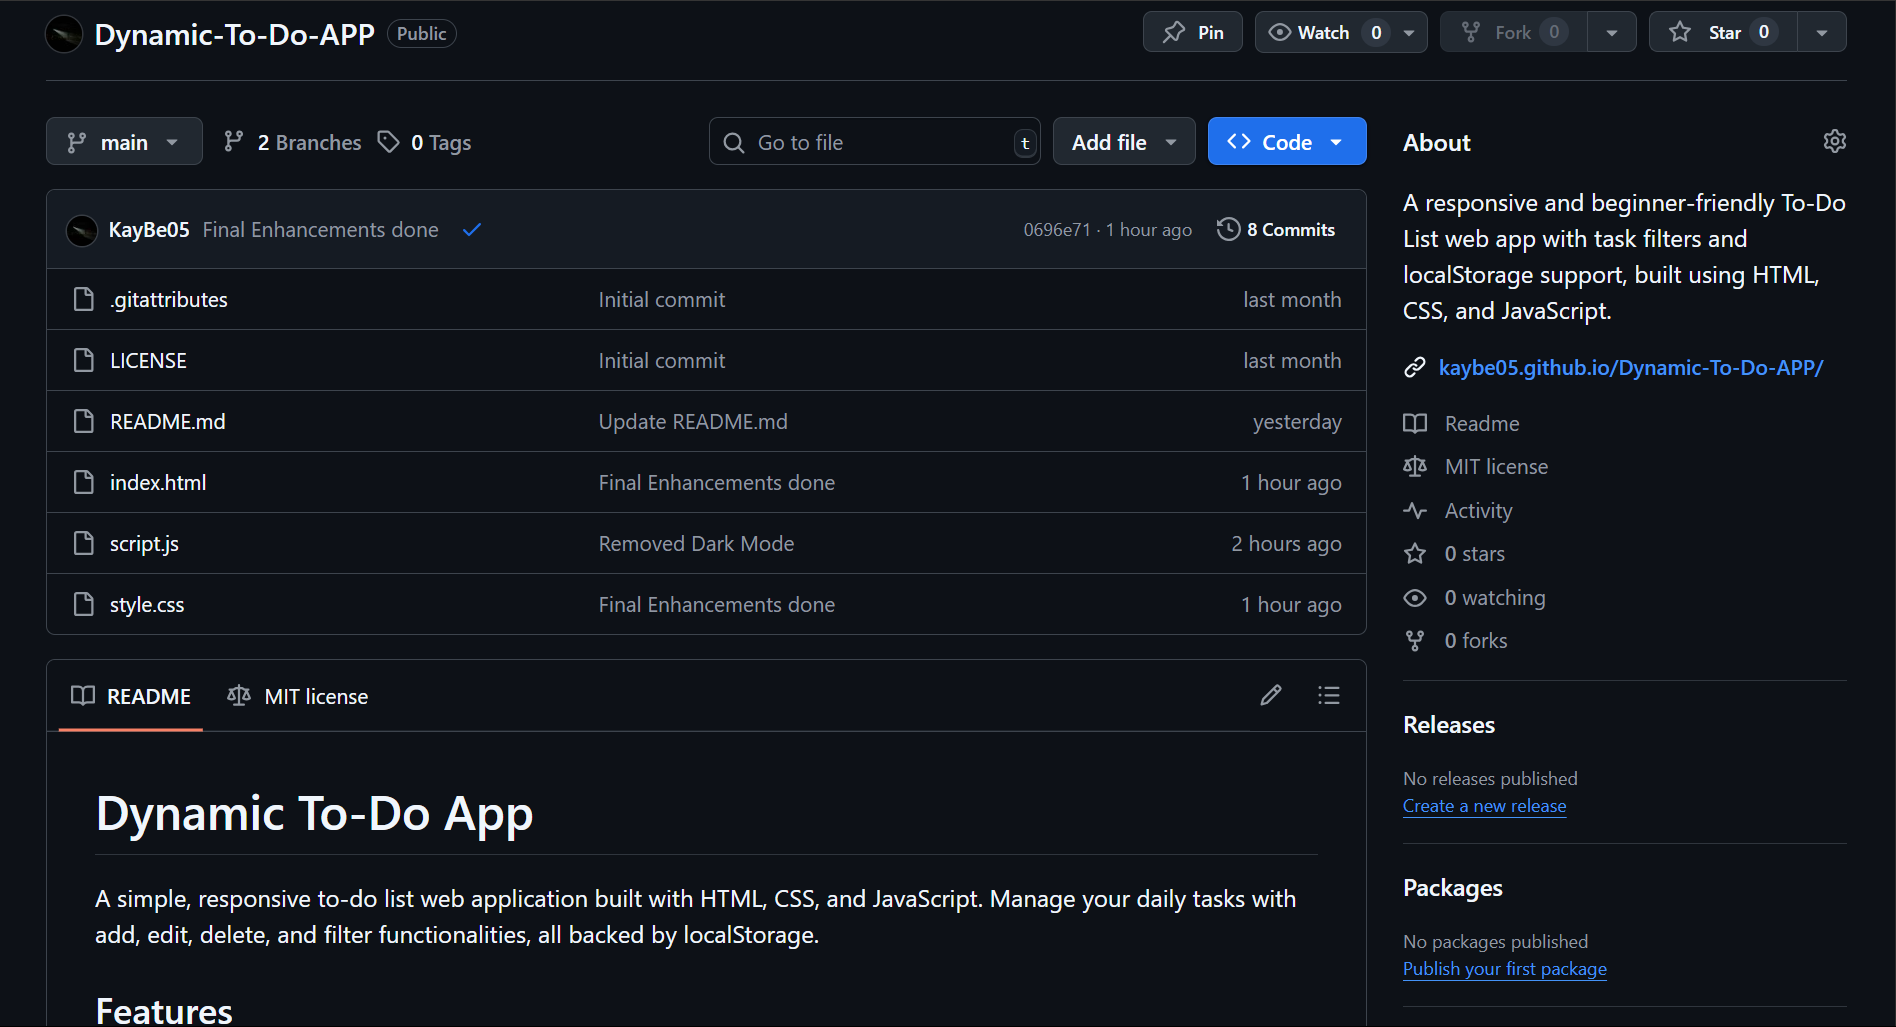 Dynamic-To-Do-APP Public
Pin
Watch 0
Fork 0
Star 0
main
2 Branches
0 Tags
Go to file
t
Add file
Code
KayBe05 Final Enhancements done
0696e71 · 1 hour ago
8 Commits
.gitattributes Initial commit last month
LICENSE Initial commit last month
README.md Update README.md yesterday
index.html Final Enhancements done 1 hour ago
script.js Removed Dark Mode 2 hours ago
style.css Final Enhancements done 1 hour ago
README
MIT license
Dynamic To-Do App
A simple, responsive to-do list web application built with HTML, CSS, and JavaScript. Manage your daily tasks with
add, edit, delete, and filter functionalities, all backed by localStorage.
Features
About
A responsive and beginner-friendly To-Do
List web app with task filters and
localStorage support, built using HTML,
CSS, and JavaScript.
kaybe05.github.io/Dynamic-To-Do-APP/
Readme
MIT license
Activity
0 stars
0 watching
0 forks
Releases
No releases published
Create a new release
Packages
No packages published
Publish your first package